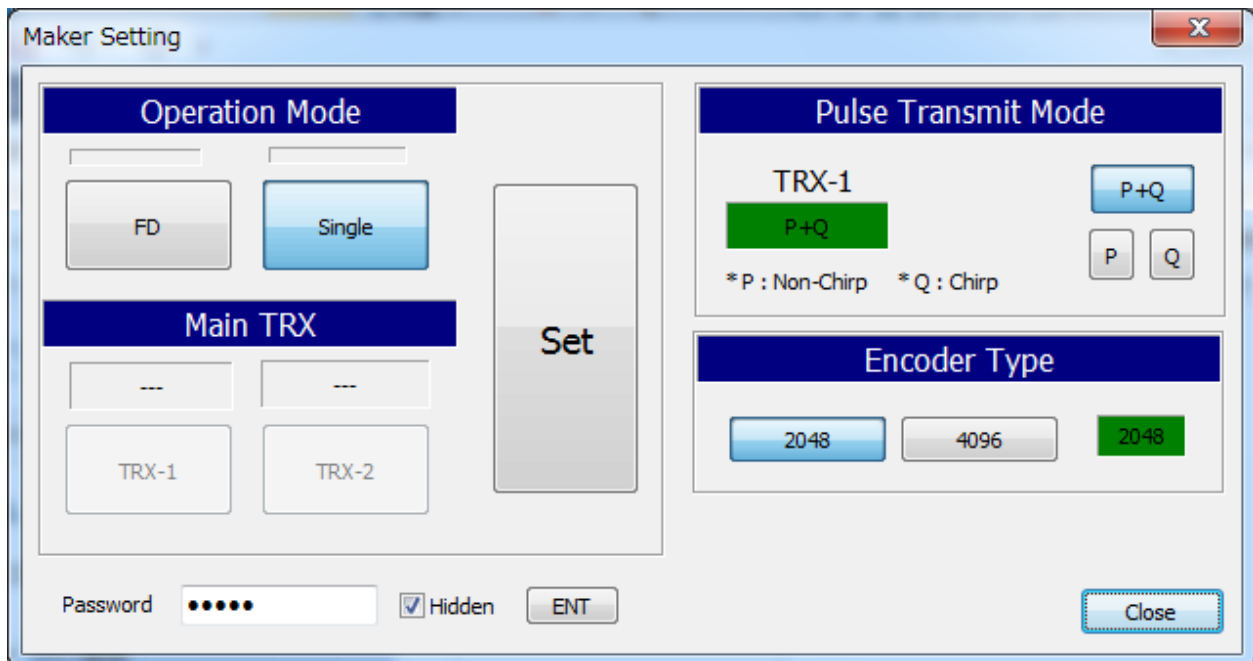 Maker Setting
Operation Mode
FD
Single
Main TRX
---
---
TRX-1
TRX-2
Set
Pulse Transmit Mode
TRX-1
P+Q
P+Q
P
Q
*P : Non-Chirp *Q : Chirp
Encoder Type
2048
4096
2048
Password
•••••
Hidden
ENT
Close